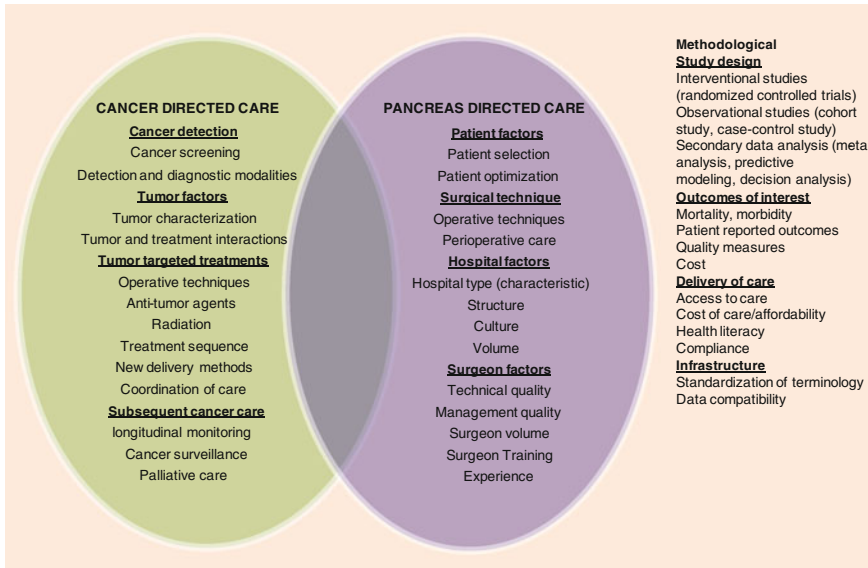 CANCER DIRECTED CARE
Cancer detection
Cancer screening
Detection and diagnostic modalities
Tumor factors
Tumor characterization
Tumor and treatment interactions
Tumor targeted treatments
Operative techniques
Anti-tumor agents
Radiation
Treatment sequence
New delivery methods
Coordination of care
Subsequent cancer care
longitudinal monitoring
Cancer surveillance
Palliative care
PANCREAS DIRECTED CARE
Patient factors
Patient selection
Patient optimization
Surgical technique
Operative techniques
Perioperative care
Hospital factors
Hospital type (characteristic)
Structure
Culture
Volume
Surgeon factors
Technical quality
Management quality
Surgeon volume
Surgeon Training
Experience
Methodological
Study design
Interventional studies
(randomized controlled trials)
Observational studies (cohort
study, case-control study)
Secondary data analysis (meta
analysis, predictive
modeling, decision analysis)
Outcomes of interest
Mortality, morbidity
Patient reported outcomes
Quality measures
Cost
Delivery of care
Access to care
Cost of care/affordability
Health literacy
Compliance
Infrastructure
Standardization of terminology
Data compatibility